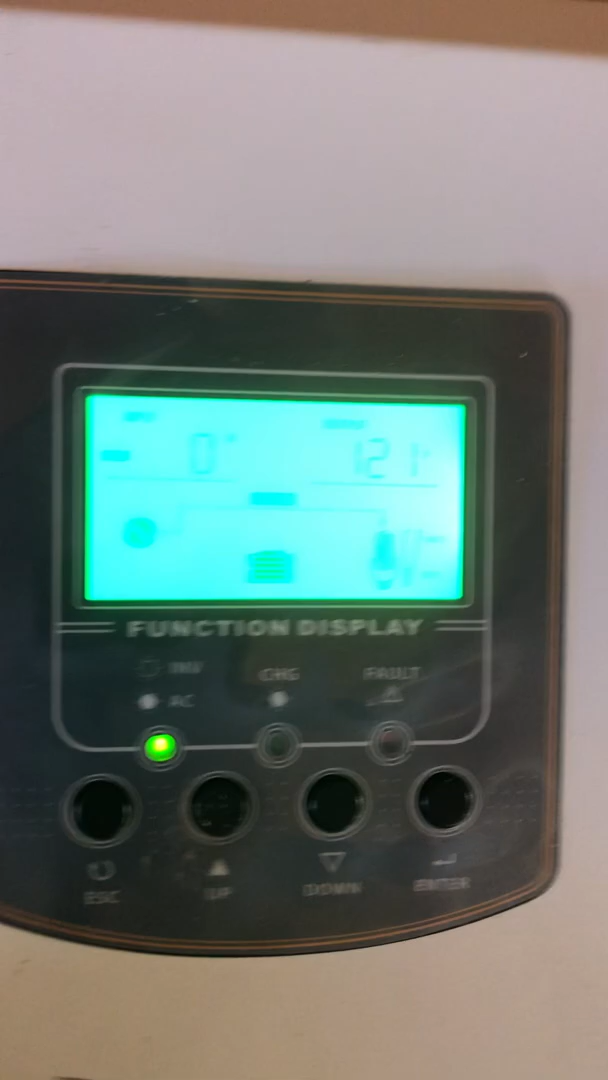 0
121
FUNCTION DISPLAY
INV CHG FAULT
AC
ESC UP DOWN ENTER